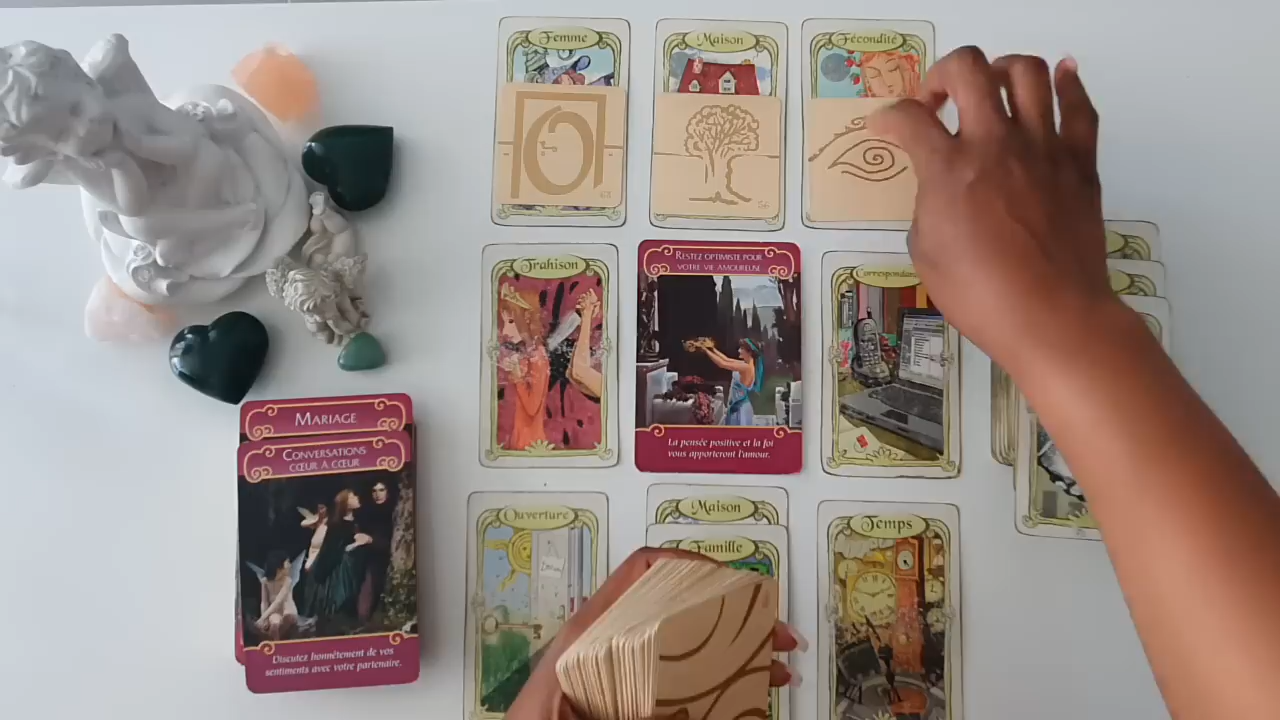 Femme
Maison
Fécondité
Trahison
RESTEZ OPTIMISTE POUR
VOTRE VIE AMOUREUSE
La pensée positive et la foi
vous apporteront l'amour.
MARIAGE
CONVERSATIONS
CŒUR À CŒUR
Discutez honnêtement de vos
sentiments avec votre partenaire.
Ouverture
Maison
Famille
Temps